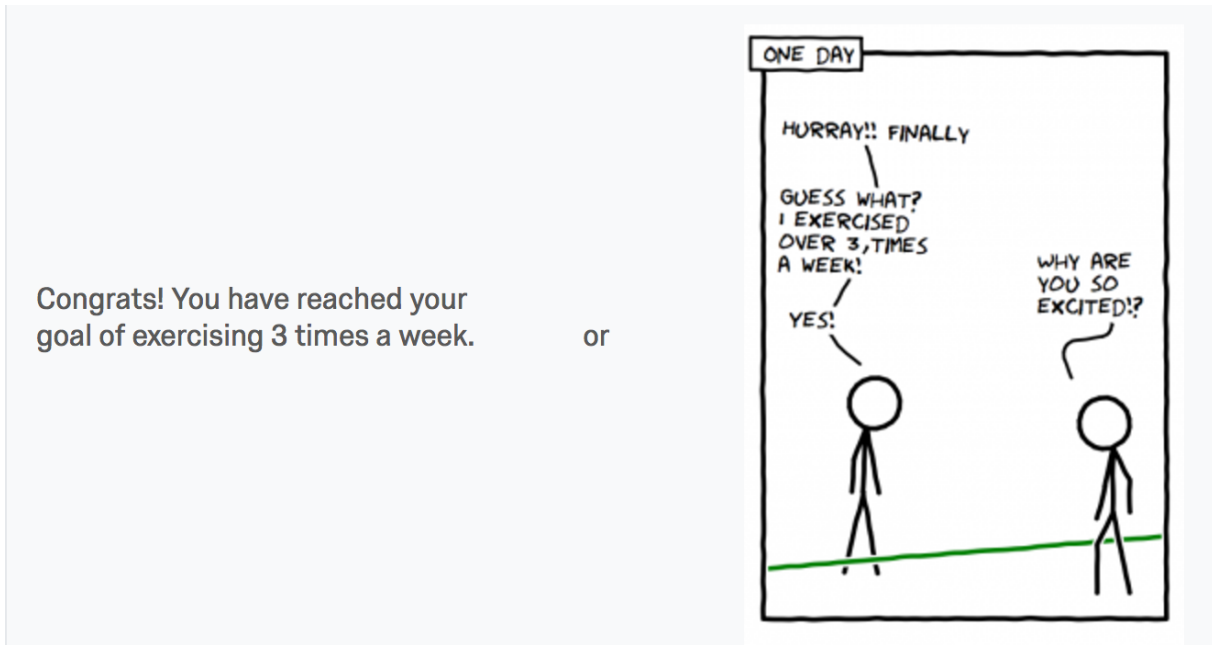 Congrats! You have reached your
goal of exercising 3 times a week.
or
ONE DAY
HURRAY!! FINALLY
GUESS WHAT?
I EXERCISED
OVER 3,TIMES
A WEEK!
WHY ARE
YOU SO
EXCITED!?
YES!